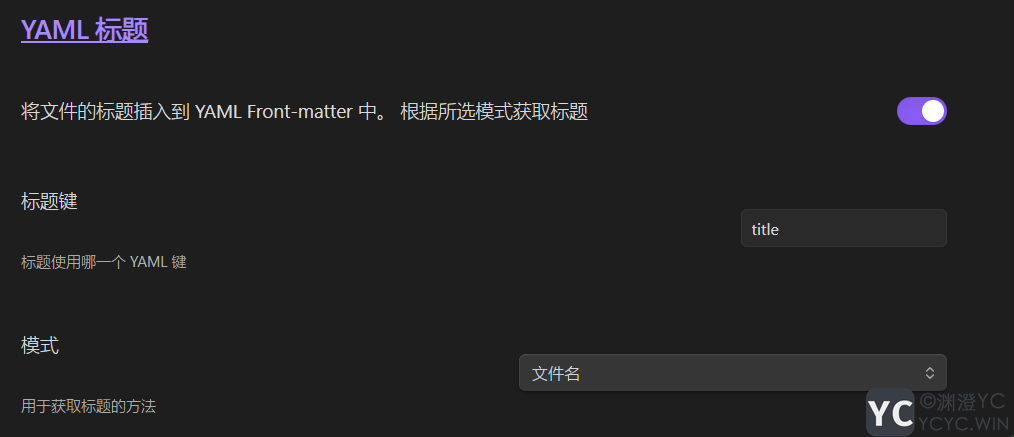 YAML 标题
将文件的标题插入到 YAML Front-matter 中。 根据所选模式获取标题
标题键
title
标题使用哪一个 YAML 键
模式
文件名
用于获取标题的方法
YC ©渊澄YC
YCYC.WIN